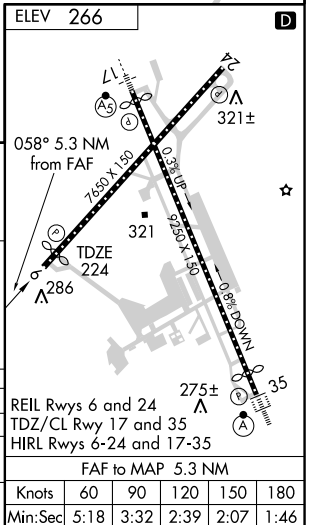 ELEV 266
D
17
24
A5
P
P
321±
058° 5.3 NM
from FAF
7650 X 150
0.3% UP
321
9250 X 150
P
TDZE
224
6
286
0.8% DOWN
275±
P
35
A
REIL Rwys 6 and 24
TDZ/CL Rwy 17 and 35
HIRL Rwys 6-24 and 17-35
FAF to MAP 5.3 NM
Knots 60 90 120 150 180
Min:Sec 5:18 3:32 2:39 2:07 1:46